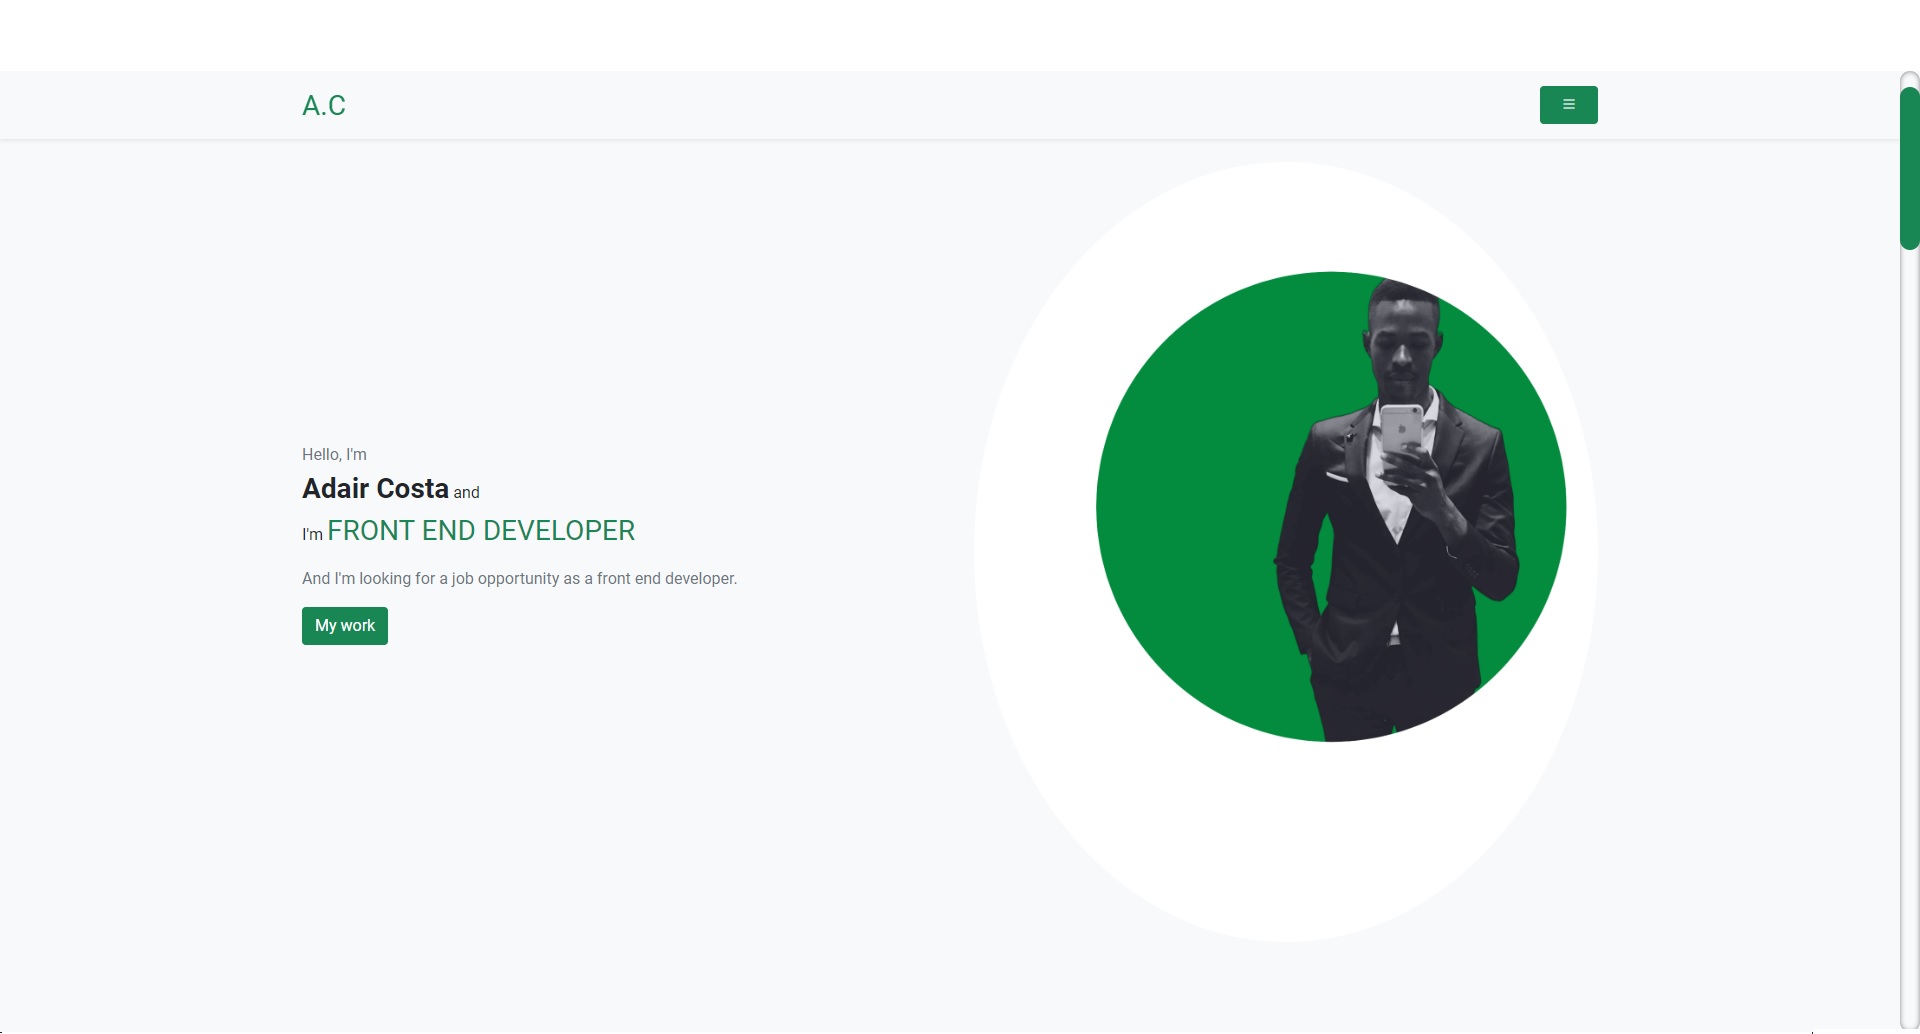 A.C
Hello, I'm
Adair Costa and
I'm FRONT END DEVELOPER
And I'm looking for a job opportunity as a front end developer.
My work